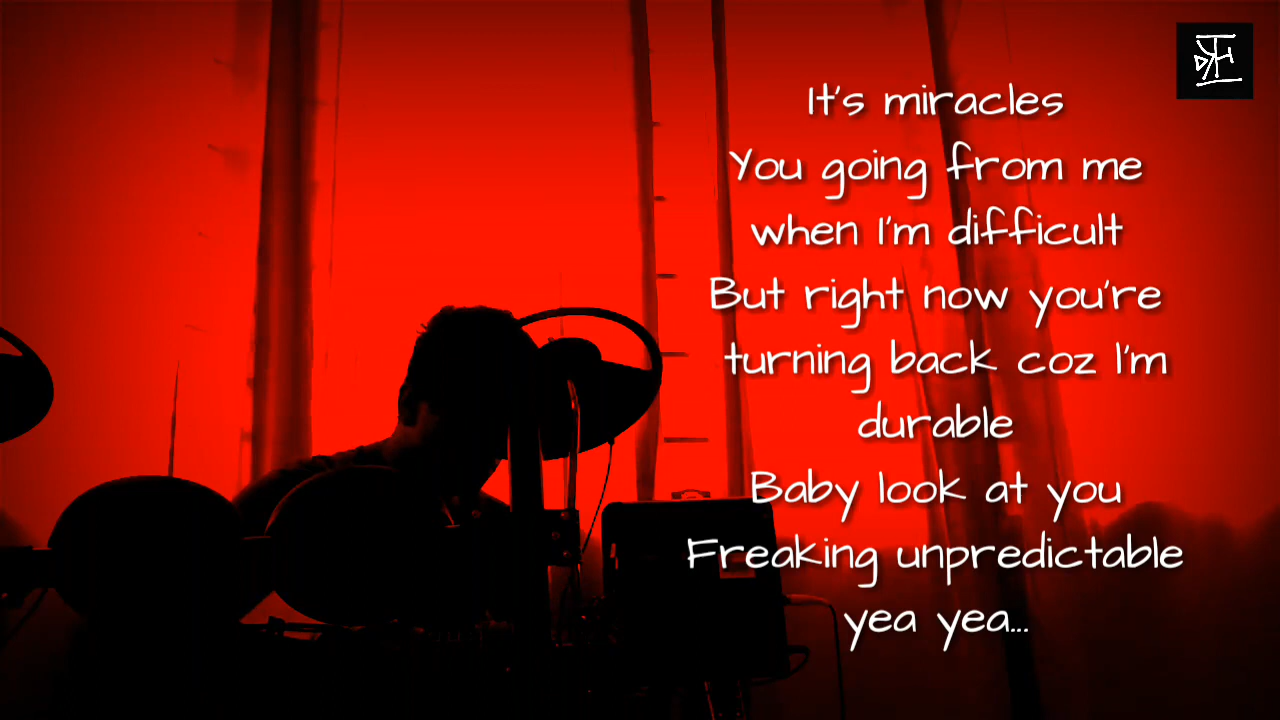 It's miracles
You going from me
when I'm difficult
But right now you're
turning back coz I'm
durable
Baby look at you
Freaking unpredictable
yea yea...